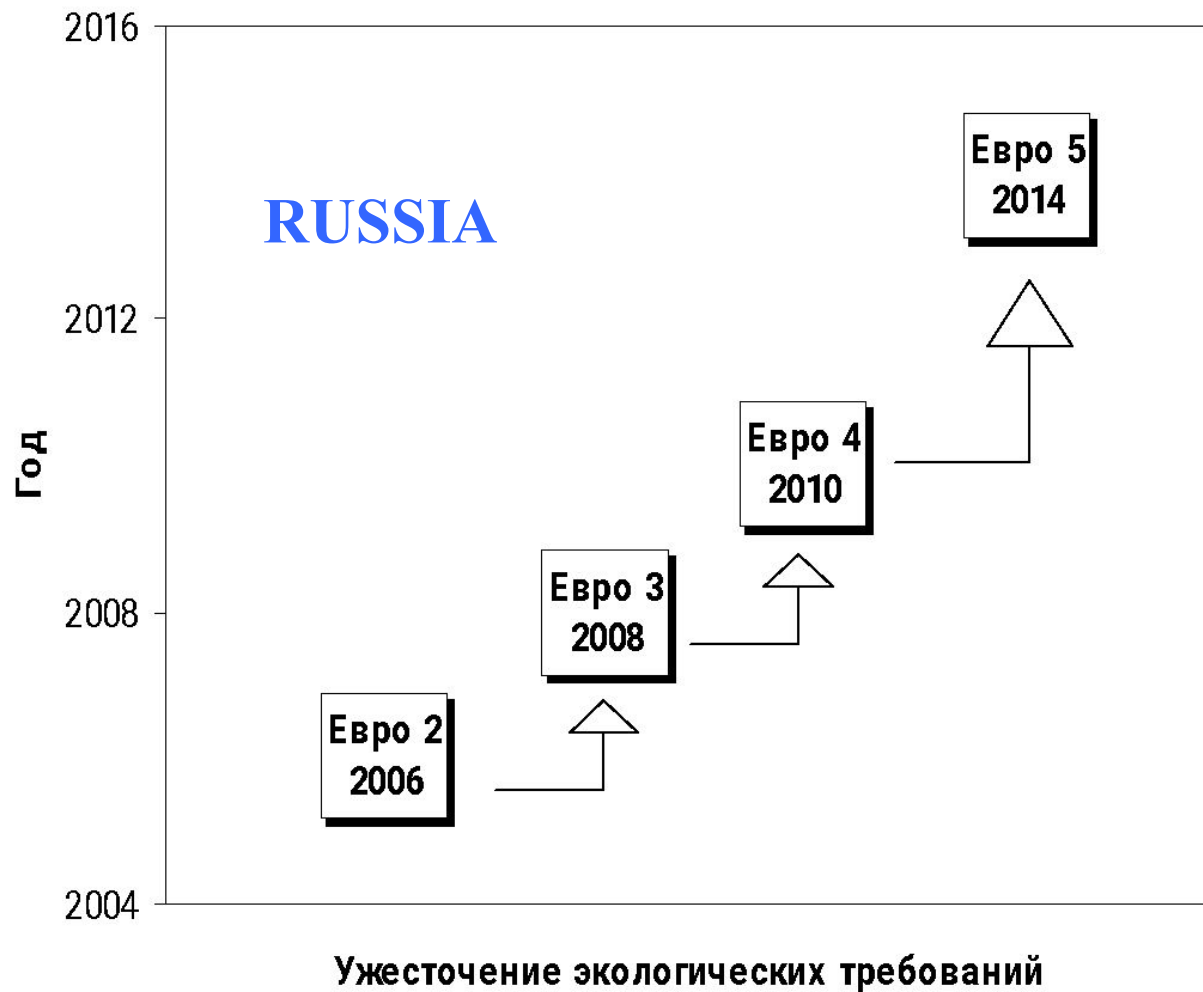 2016
Евро 5
2014
RUSSIA
2012
Евро 4
2010
Год
Евро 3
2008
2008
Евро 2
2006
2004
Ужесточение экологических требований